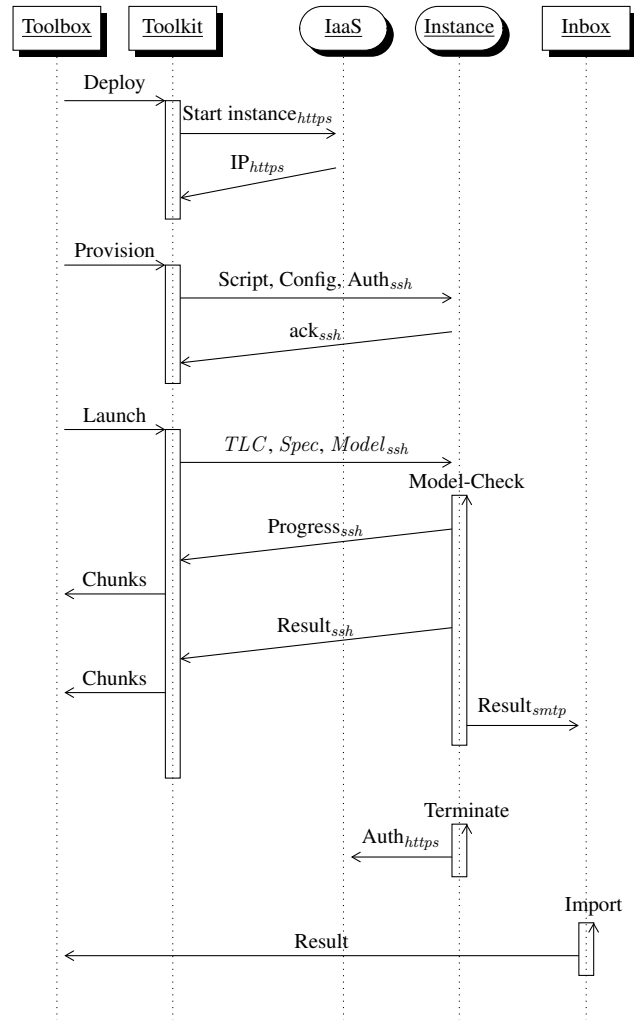 Toolbox Toolkit IaaS Instance Inbox
Deploy
Start instance_https
IP_https
Provision
Script, Config, Auth_ssh
ack_ssh
Launch
TLC, Spec, Model_ssh
Model-Check
Progress_ssh
Chunks
Result_ssh
Chunks
Result_smtp
Terminate
Auth_https
Import
Result